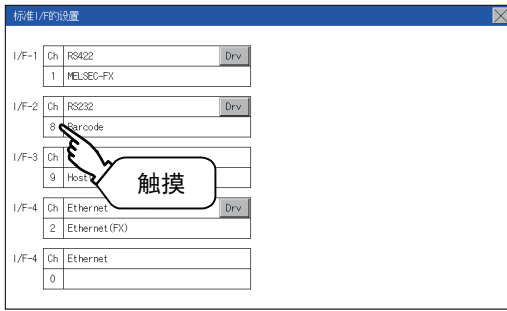 标准I/F的设置
I/F-1 Ch RS422 Drv
1 MELSEC-FX
I/F-2 Ch RS232 Drv
8 Barcode
I/F-3 Ch
9 Host
触摸
I/F-4 Ch Ethernet Drv
2 Ethernet(FX)
I/F-4 Ch Ethernet
0